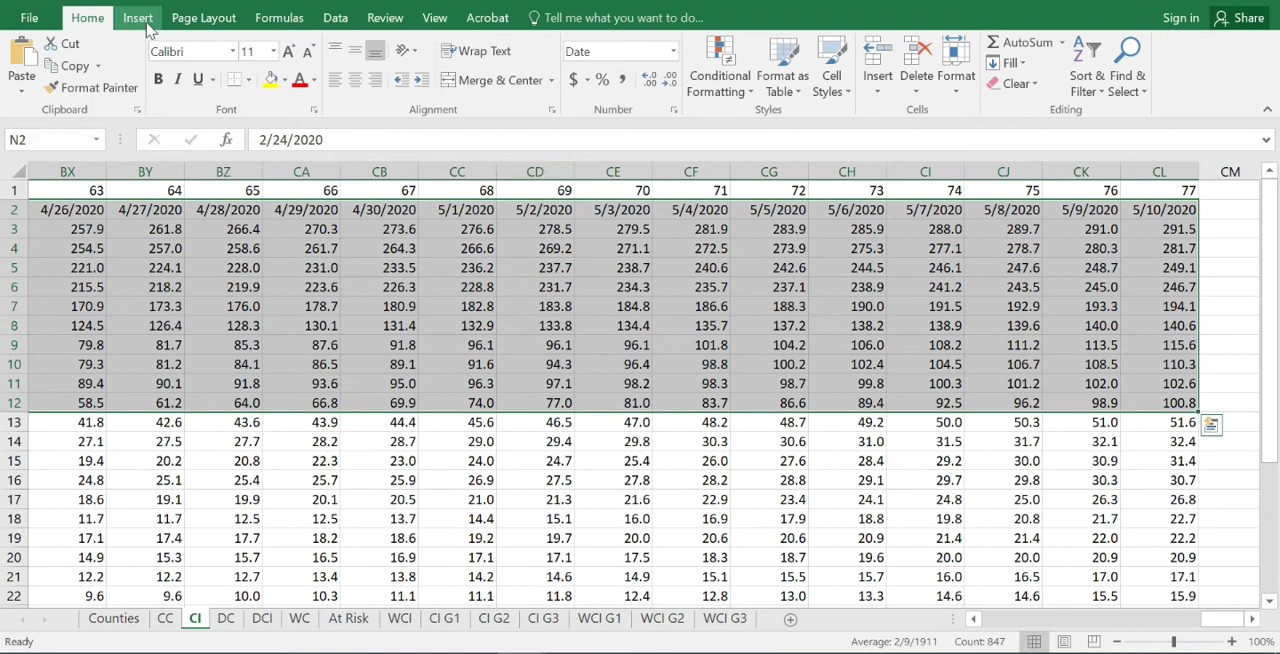 File Home Insert Page Layout Formulas Data Review View Acrobat Tell me what you want to do... Sign in Share
Cut Copy Format Painter Paste
Calibri 11 B I U A A A
Wrap Text Merge & Center
Date $ % ,
Conditional Formatting Format as Table Cell Styles
Insert Delete Format
AutoSum Fill Clear Sort & Filter Find & Select
Clipboard Font Alignment Number Styles Cells Editing
N2 fx 2/24/2020
BX BY BZ CA CB CC CD CE CF CG CH CI CJ CK CL CM
1 63 64 65 66 67 68 69 70 71 72 73 74 75 76 77
2 4/26/2020 4/27/2020 4/28/2020 4/29/2020 4/30/2020 5/1/2020 5/2/2020 5/3/2020 5/4/2020 5/5/2020 5/6/2020 5/7/2020 5/8/2020 5/9/2020 5/10/2020
3 257.9 261.8 266.4 270.3 273.6 276.6 278.5 279.5 281.9 283.9 285.9 288.0 289.7 291.0 291.5
4 254.5 257.0 258.6 261.7 264.3 266.6 269.2 271.1 272.5 273.9 275.3 277.1 278.7 280.3 281.7
5 221.0 224.1 228.0 231.0 233.5 236.2 237.7 238.7 240.6 242.6 244.5 246.1 247.6 248.7 249.1
6 215.5 218.2 219.9 223.6 226.3 228.8 231.7 234.3 235.7 237.1 238.9 241.2 243.5 245.0 246.7
7 170.9 173.3 176.0 178.7 180.9 182.8 183.8 184.8 186.6 188.3 190.0 191.5 192.9 193.3 194.1
8 124.5 126.4 128.3 130.1 131.4 132.9 133.8 134.4 135.7 137.2 138.2 138.9 139.6 140.0 140.6
9 79.8 81.7 85.3 87.6 91.8 96.1 96.1 96.1 101.8 104.2 106.0 108.2 111.2 113.5 115.6
10 79.3 81.2 84.1 86.5 89.1 91.6 94.3 96.4 98.8 100.2 102.4 104.5 106.7 108.5 110.3
11 89.4 90.1 91.8 93.6 95.0 96.3 97.1 98.2 98.3 98.7 99.8 100.3 101.2 102.0 102.6
12 58.5 61.2 64.0 66.8 69.9 74.0 77.0 81.0 83.7 86.6 89.4 92.5 96.2 98.9 100.8
13 41.8 42.6 43.6 43.9 44.4 45.6 46.5 47.0 48.2 48.7 49.2 50.0 50.3 51.0 51.6
14 27.1 27.5 27.7 28.2 28.7 29.0 29.4 29.8 30.3 30.6 31.0 31.5 31.7 32.1 32.4
15 19.4 20.2 20.8 22.3 23.0 24.0 24.7 25.4 26.0 27.6 28.4 29.2 30.0 30.9 31.4
16 24.8 25.1 25.4 25.7 25.9 26.9 27.5 27.8 28.2 28.8 29.1 29.7 29.8 30.3 30.7
17 18.6 19.1 19.9 20.1 20.5 21.0 21.3 21.6 22.9 23.4 24.1 24.8 25.0 26.3 26.8
18 11.7 11.7 12.5 12.5 13.7 14.4 15.1 16.0 16.9 17.9 18.8 19.8 20.8 21.7 22.7
19 17.1 17.4 17.7 18.2 18.6 19.2 19.7 20.0 20.6 20.6 20.9 21.4 21.4 22.0 22.2
20 14.9 15.3 15.7 16.5 16.9 17.1 17.1 17.5 18.3 18.7 19.6 20.0 20.0 20.9 20.9
21 12.2 12.2 12.7 13.4 13.8 14.2 14.6 14.9 15.1 15.5 15.7 16.0 16.5 17.0 17.1
22 9.6 9.6 10.0 10.3 11.1 11.1 11.8 12.4 12.8 13.0 13.3 14.6 14.6 15.5 15.9
Counties CC CI DC DCI WC At Risk WCI CI G1 CI G2 CI G3 WCI G1 WCI G2 WCI G3
Ready Average: 2/9/1911 Count: 847 100%